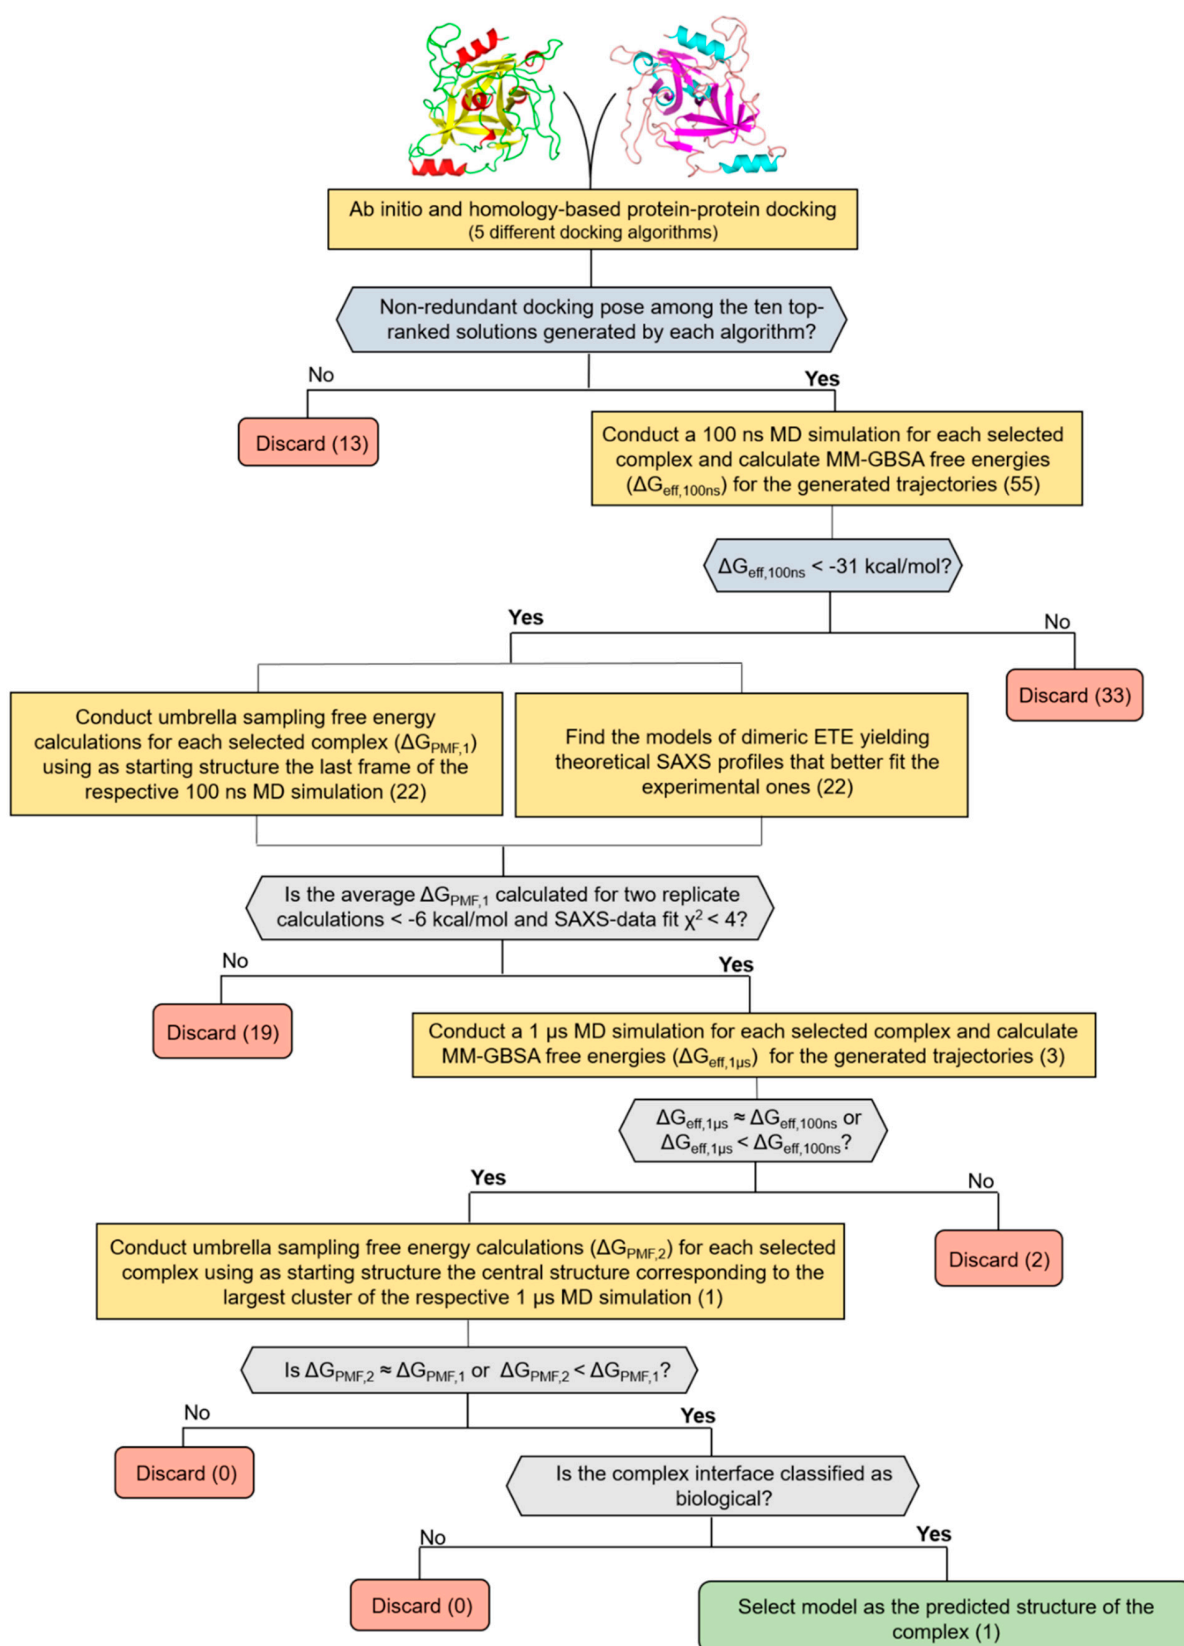 Ab initio and homology-based protein-protein docking
(5 different docking algorithms)
Non-redundant docking pose among the ten top-
ranked solutions generated by each algorithm?
No
Yes
Discard (13)
Conduct a 100 ns MD simulation for each selected
complex and calculate MM-GBSA free energies
(ΔGeff,100ns) for the generated trajectories (55)
ΔGeff,100ns < -31 kcal/mol?
Yes
No
Discard (33)
Conduct umbrella sampling free energy
calculations for each selected complex (ΔGPMF,1)
using as starting structure the last frame of the
respective 100 ns MD simulation (22)
Find the models of dimeric ETE yielding
theoretical SAXS profiles that better fit the
experimental ones (22)
Is the average ΔGPMF,1 calculated for two replicate
calculations < -6 kcal/mol and SAXS-data fit χ² < 4?
No
Yes
Discard (19)
Conduct a 1 µs MD simulation for each selected complex and calculate
MM-GBSA free energies (ΔGeff,1µs) for the generated trajectories (3)
ΔGeff,1µs ≈ ΔGeff,100ns or
ΔGeff,1µs < ΔGeff,100ns?
Yes
No
Discard (2)
Conduct umbrella sampling free energy calculations (ΔGPMF,2) for each selected
complex using as starting structure the central structure corresponding to the
largest cluster of the respective 1 µs MD simulation (1)
Is ΔGPMF,2 ≈ ΔGPMF,1 or ΔGPMF,2 < ΔGPMF,1?
No
Yes
Discard (0)
Is the complex interface classified as
biological?
No
Yes
Discard (0)
Select model as the predicted structure of the
complex (1)